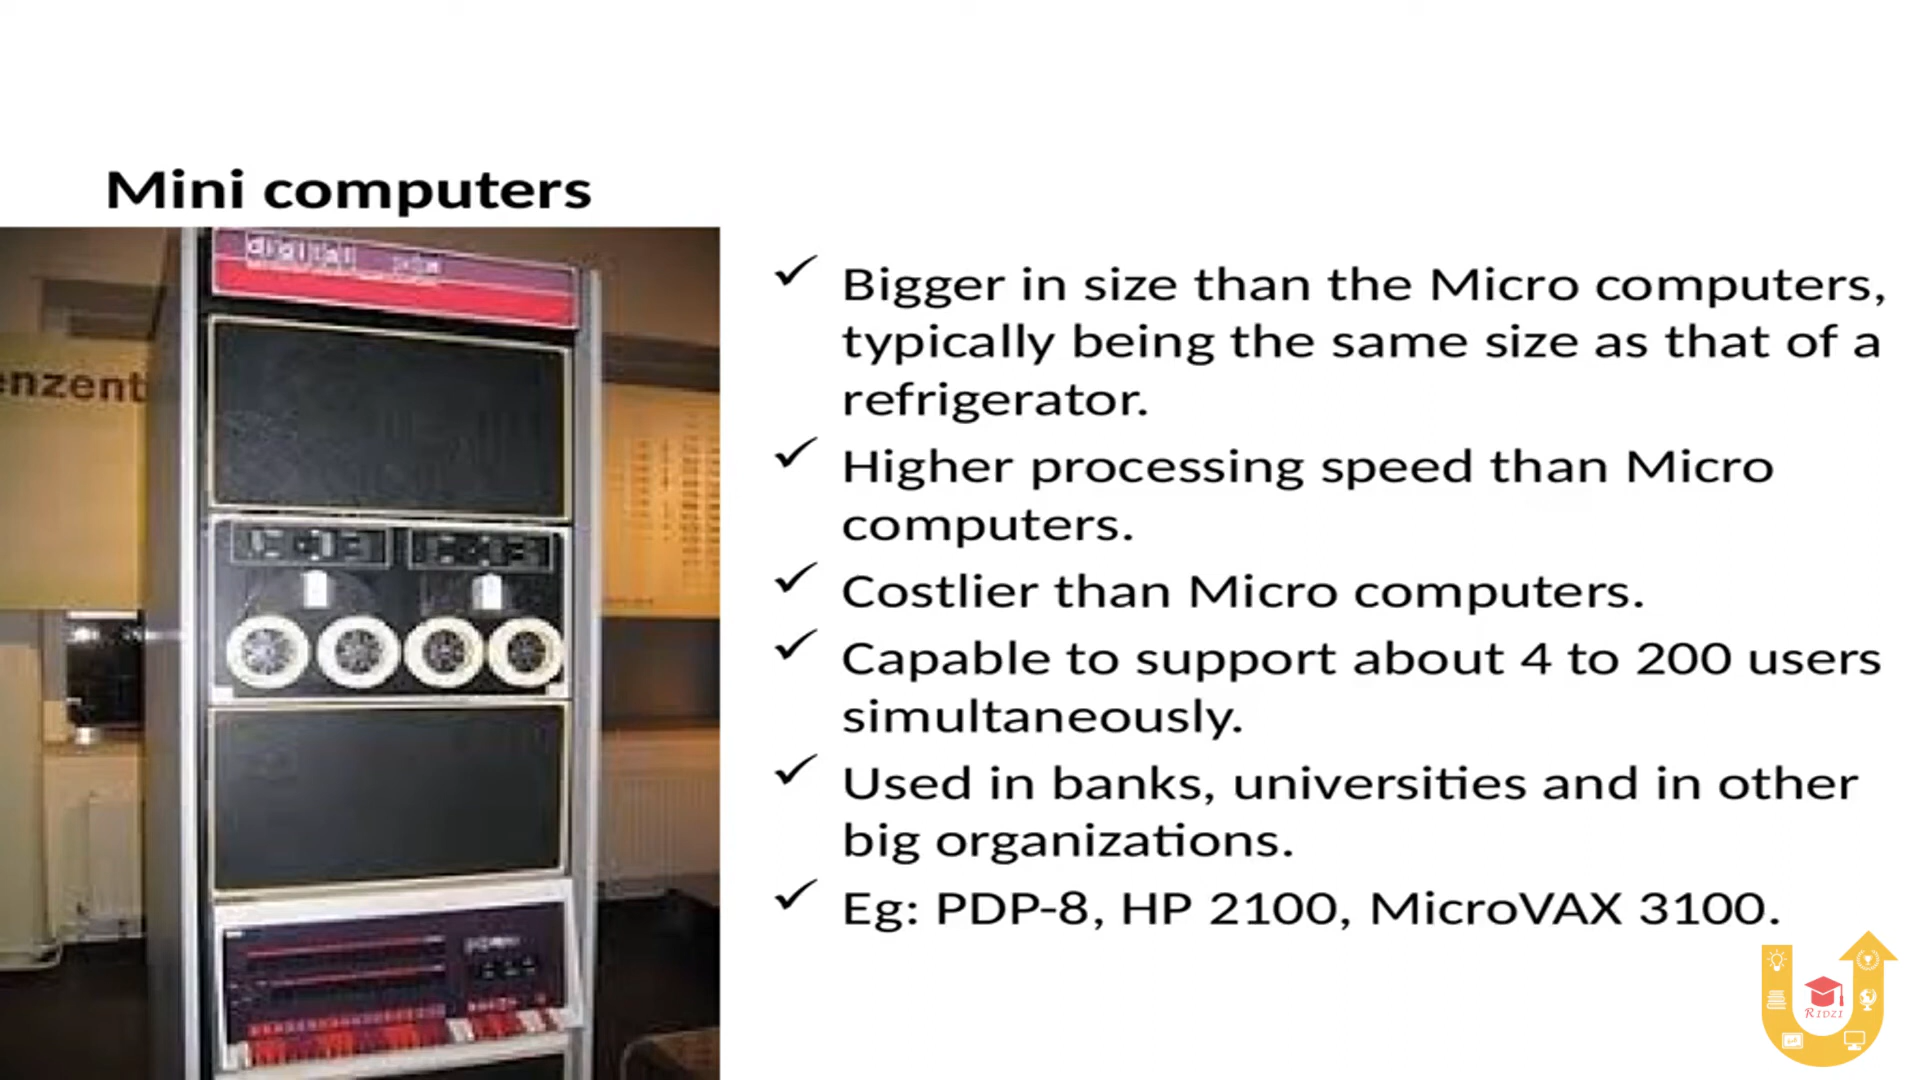 Mini computers
digital
enzent
✓ Bigger in size than the Micro computers,
typically being the same size as that of a
refrigerator.
✓ Higher processing speed than Micro
computers.
✓ Costlier than Micro computers.
✓ Capable to support about 4 to 200 users
simultaneously.
✓ Used in banks, universities and in other
big organizations.
✓ Eg: PDP-8, HP 2100, MicroVAX 3100.
RIDZI